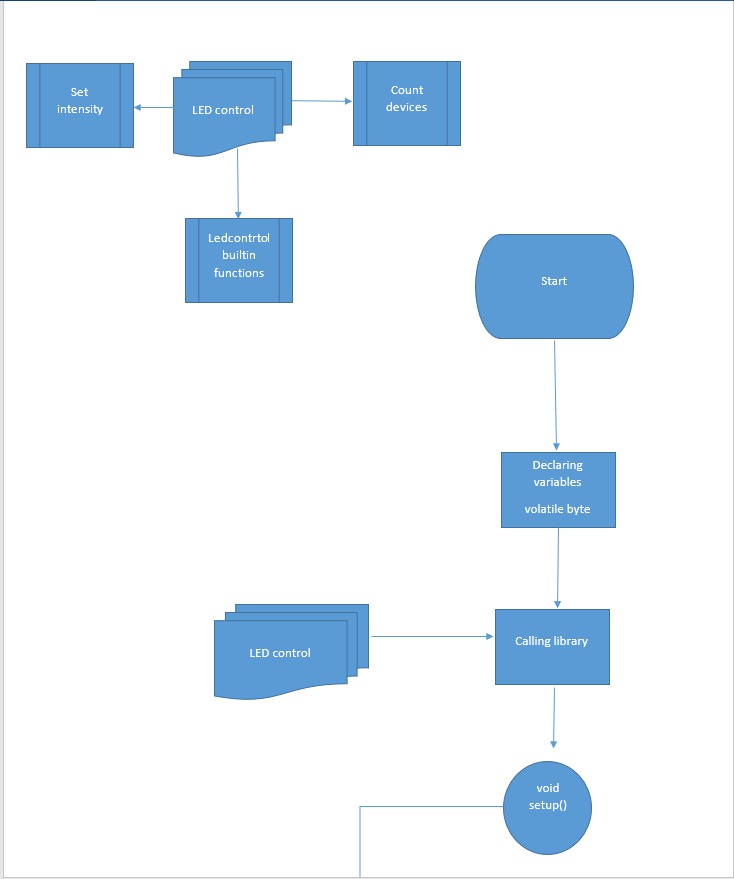 Set
intensity
LED control
Count
devices
Ledcontrtol
builtin
functions
Start
Declaring
variables
volatile byte
LED control
Calling library
void
setup()